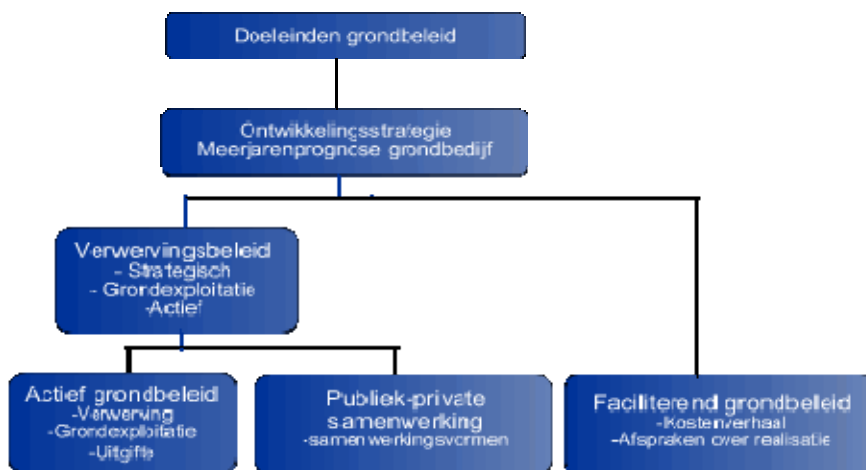 Doeleinden grondbeleid
Ontwikkelingsstrategie
Meerjarenprognose grondbedijf
Verwervingsbeleid
- Strategisch
- Grondexploitatie
-Actief
Actief grondbeleid
-Verwerving
-Grondexploitatie
-Uitgifte
Publiek-private
samenwerking
-samenwerkingsvormen
Faciliterend grondbeleid
-Kostenverhaal
-Afspraken over realisatie